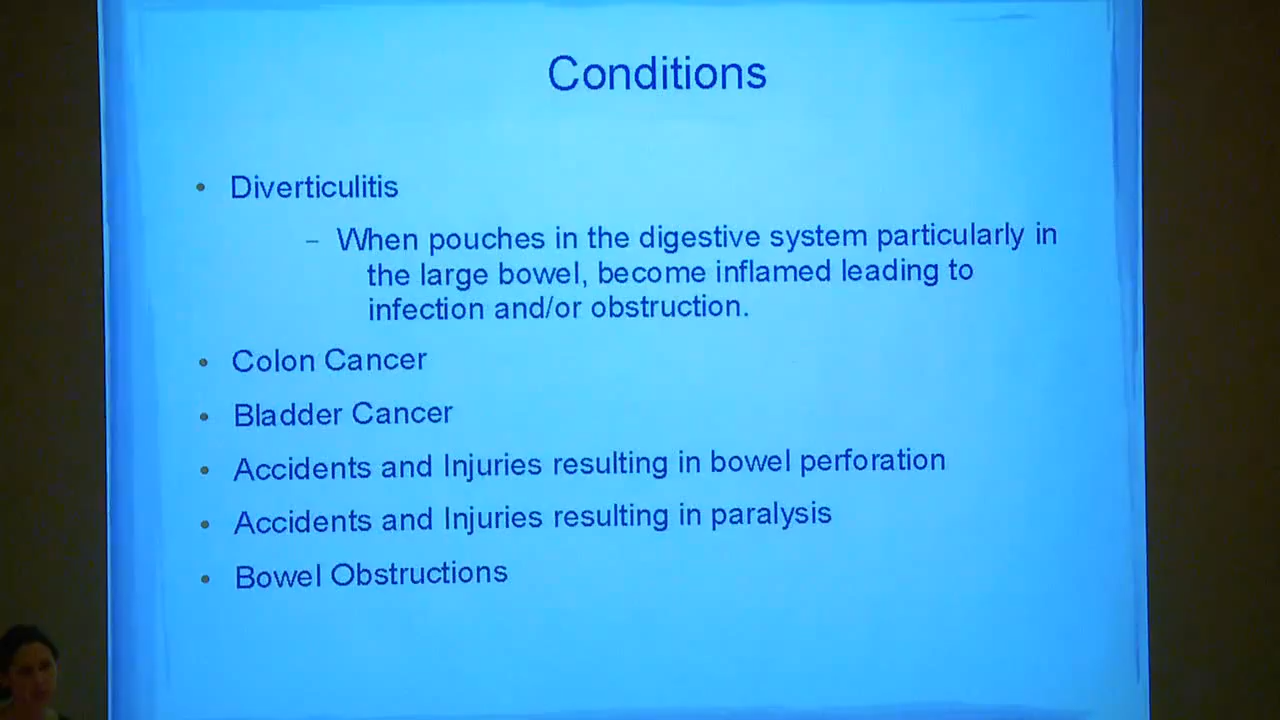 Conditions
• Diverticulitis
– When pouches in the digestive system particularly in
the large bowel, become inflamed leading to
infection and/or obstruction.
• Colon Cancer
• Bladder Cancer
• Accidents and Injuries resulting in bowel perforation
• Accidents and Injuries resulting in paralysis
• Bowel Obstructions